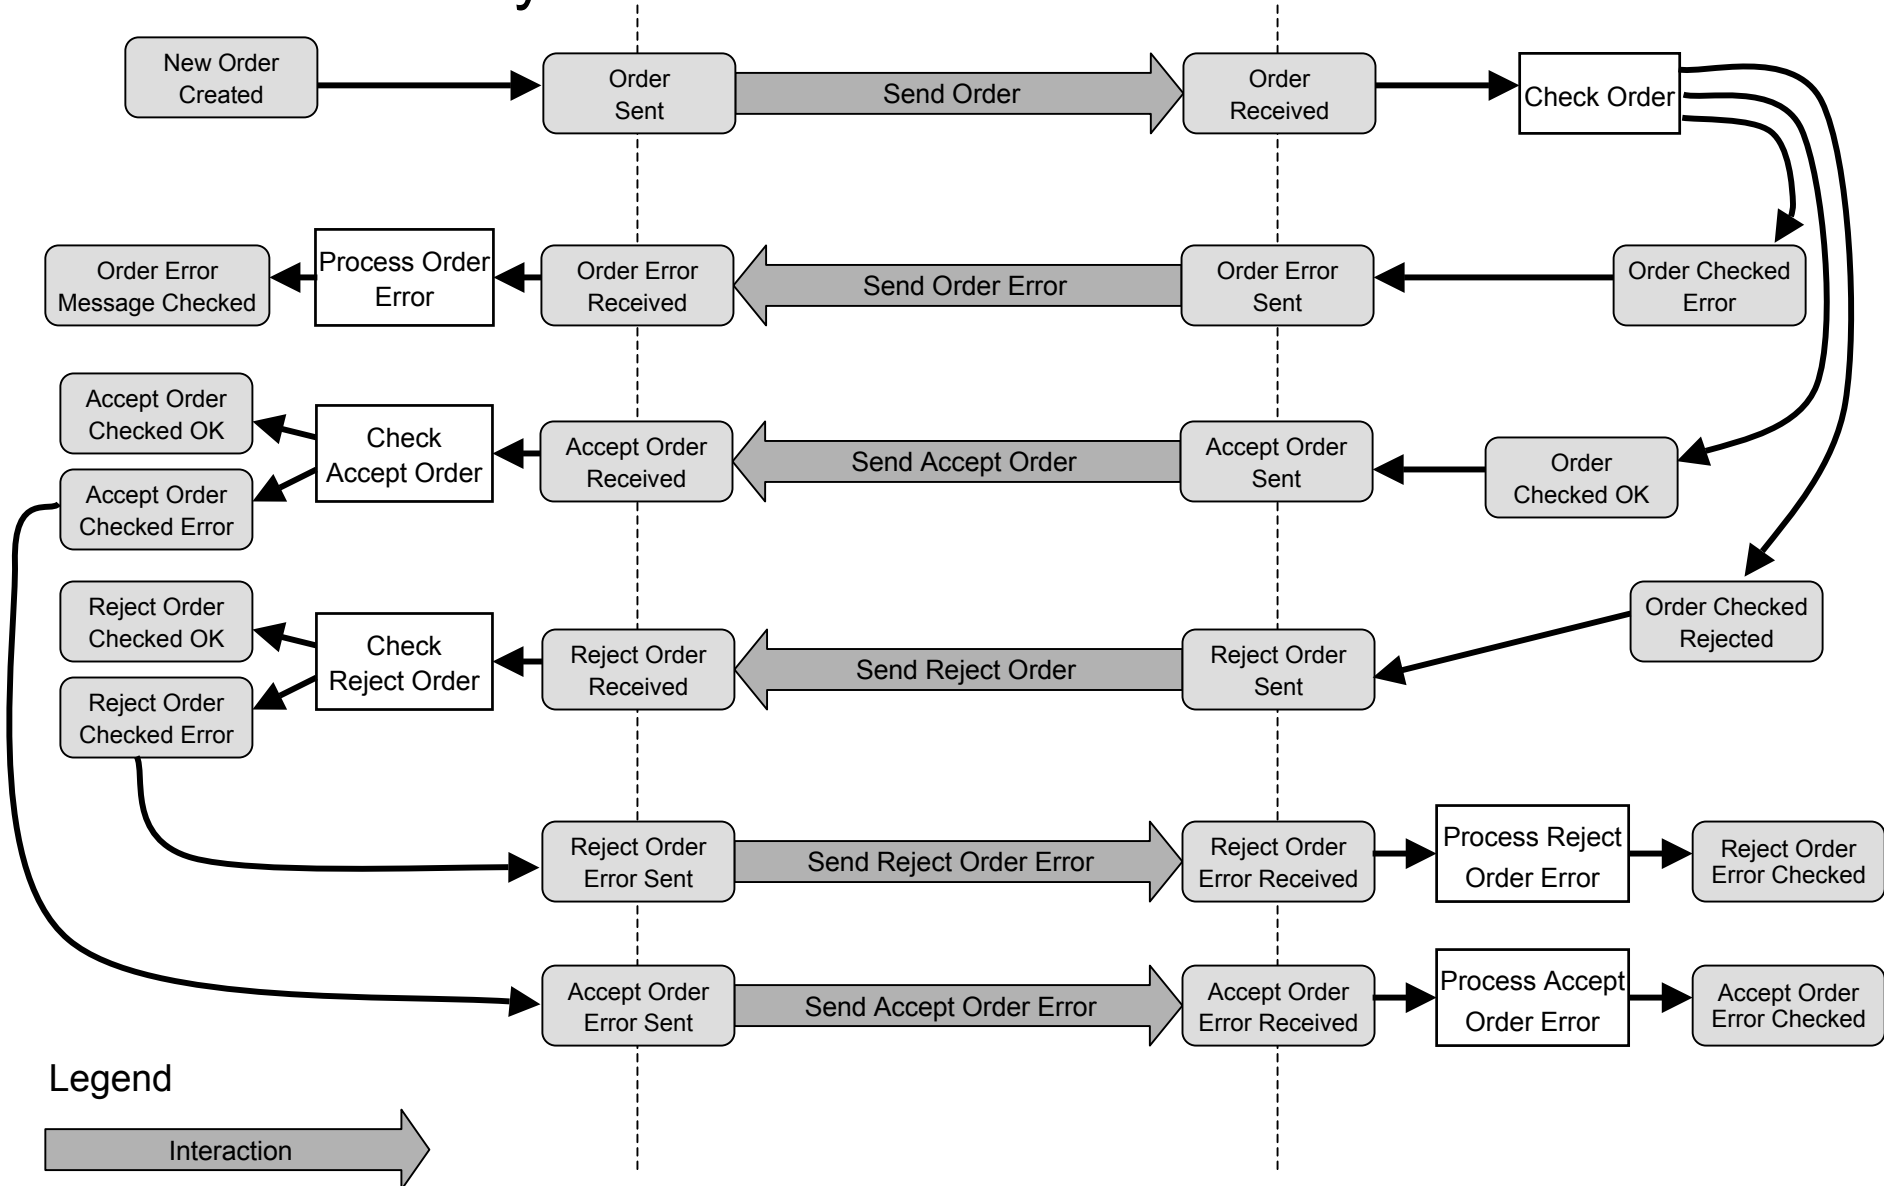 New Order
Created
Order
Sent
Send Order
Order
Received
Check Order
Order Error
Message Checked
Process Order
Error
Order Error
Received
Send Order Error
Order Error
Sent
Order Checked
Error
Accept Order
Checked OK
Accept Order
Checked Error
Check
Accept Order
Accept Order
Received
Send Accept Order
Accept Order
Sent
Order
Checked OK
Reject Order
Checked OK
Reject Order
Checked Error
Check
Reject Order
Reject Order
Received
Send Reject Order
Reject Order
Sent
Order Checked
Rejected
Reject Order
Error Sent
Send Reject Order Error
Reject Order
Error Received
Process Reject
Order Error
Reject Order
Error Checked
Accept Order
Error Sent
Send Accept Order Error
Accept Order
Error Received
Process Accept
Order Error
Accept Order
Error Checked
Legend
Interaction